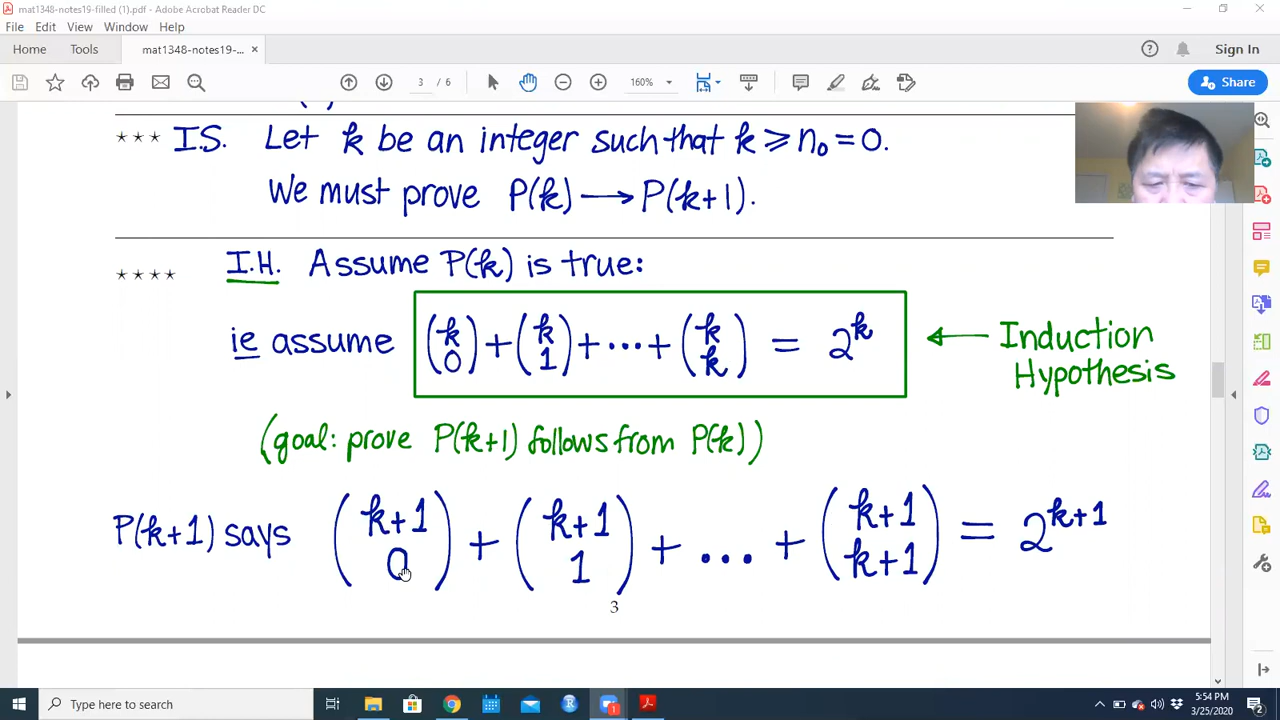 mat1348-notes19-filled (1).pdf - Adobe Acrobat Reader DC
File Edit View Window Help
Home Tools mat1348-notes19-... × Sign In
3 / 6 160% Share
*** I.S. Let k be an integer such that k ⩾ n₀ = 0.
We must prove P(k) ⟶ P(k+1).
**** I.H. Assume P(k) is true:
ie assume (k 0) + (k 1) + ... + (k k) = 2^k ⟵ Induction
Hypothesis
(goal: prove P(k+1) follows from P(k))
P(k+1) says (k+1 0) + (k+1 1) + ... + (k+1 k+1) = 2^(k+1)
3
Type here to search
5:54 PM
3/25/2020
2